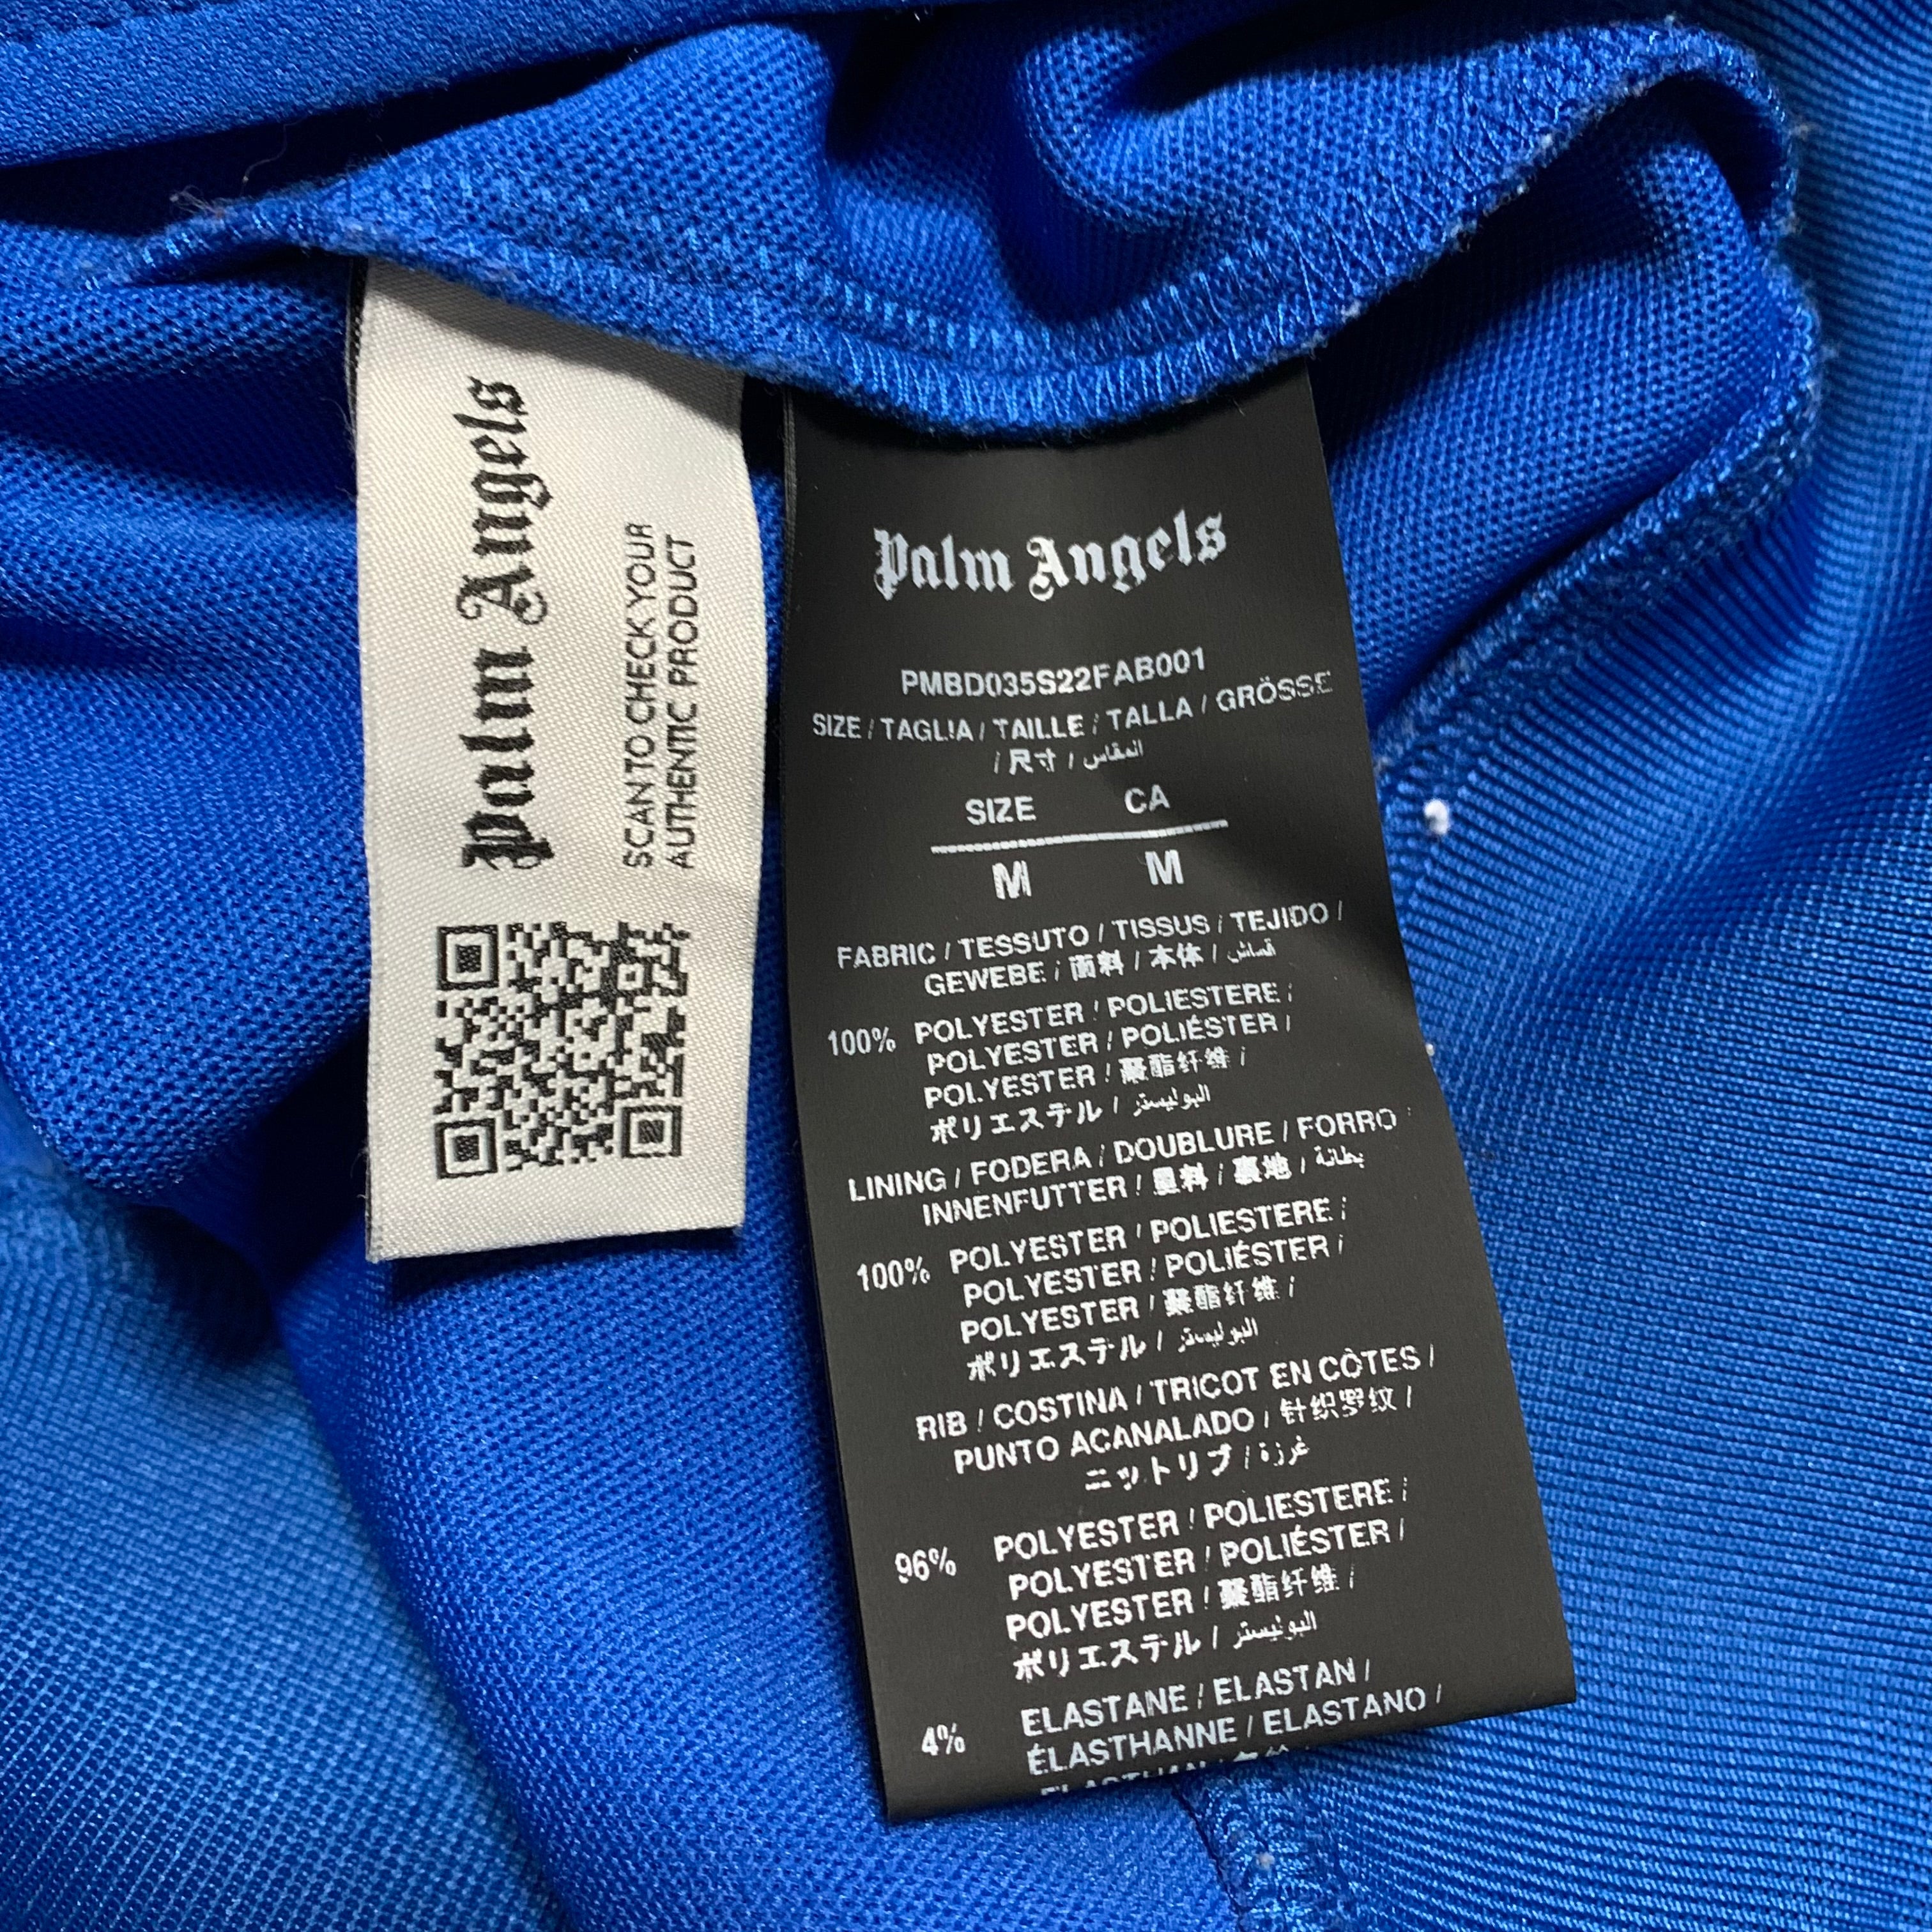 Palm Angels
SCAN TO CHECK YOUR
AUTHENTIC PRODUCT
Palm Angels
PMBD035S22FAB001
SIZE / TAGLIA / TAILLE / TALLA / GRÖSSE
/ 尺寸 / المقاس
SIZE CA
M M
FABRIC / TESSUTO / TISSUS / TEJIDO /
GEWEBE / 面料 / 本体 / قماش
100% POLYESTER / POLIESTERE /
POLYESTER / POLIÉSTER /
POLYESTER / 聚酯纤维 /
ポリエステル / البوليستر
LINING / FODERA / DOUBLURE / FORRO
INNENFUTTER / 里料 / 裏地 / بطانة
100% POLYESTER / POLIESTERE /
POLYESTER / POLIÉSTER /
POLYESTER / 聚酯纤维 /
ポリエステル / البوليستر
RIB / COSTINA / TRICOT EN CÔTES /
PUNTO ACANALADO / 针织罗纹 /
ニットリブ / غرزة
96% POLYESTER / POLIESTERE /
POLYESTER / POLIÉSTER /
POLYESTER / 聚酯纤维 /
ポリエステル / البوليستر
4% ELASTANE / ELASTAN /
ÉLASTHANNE / ELASTANO /